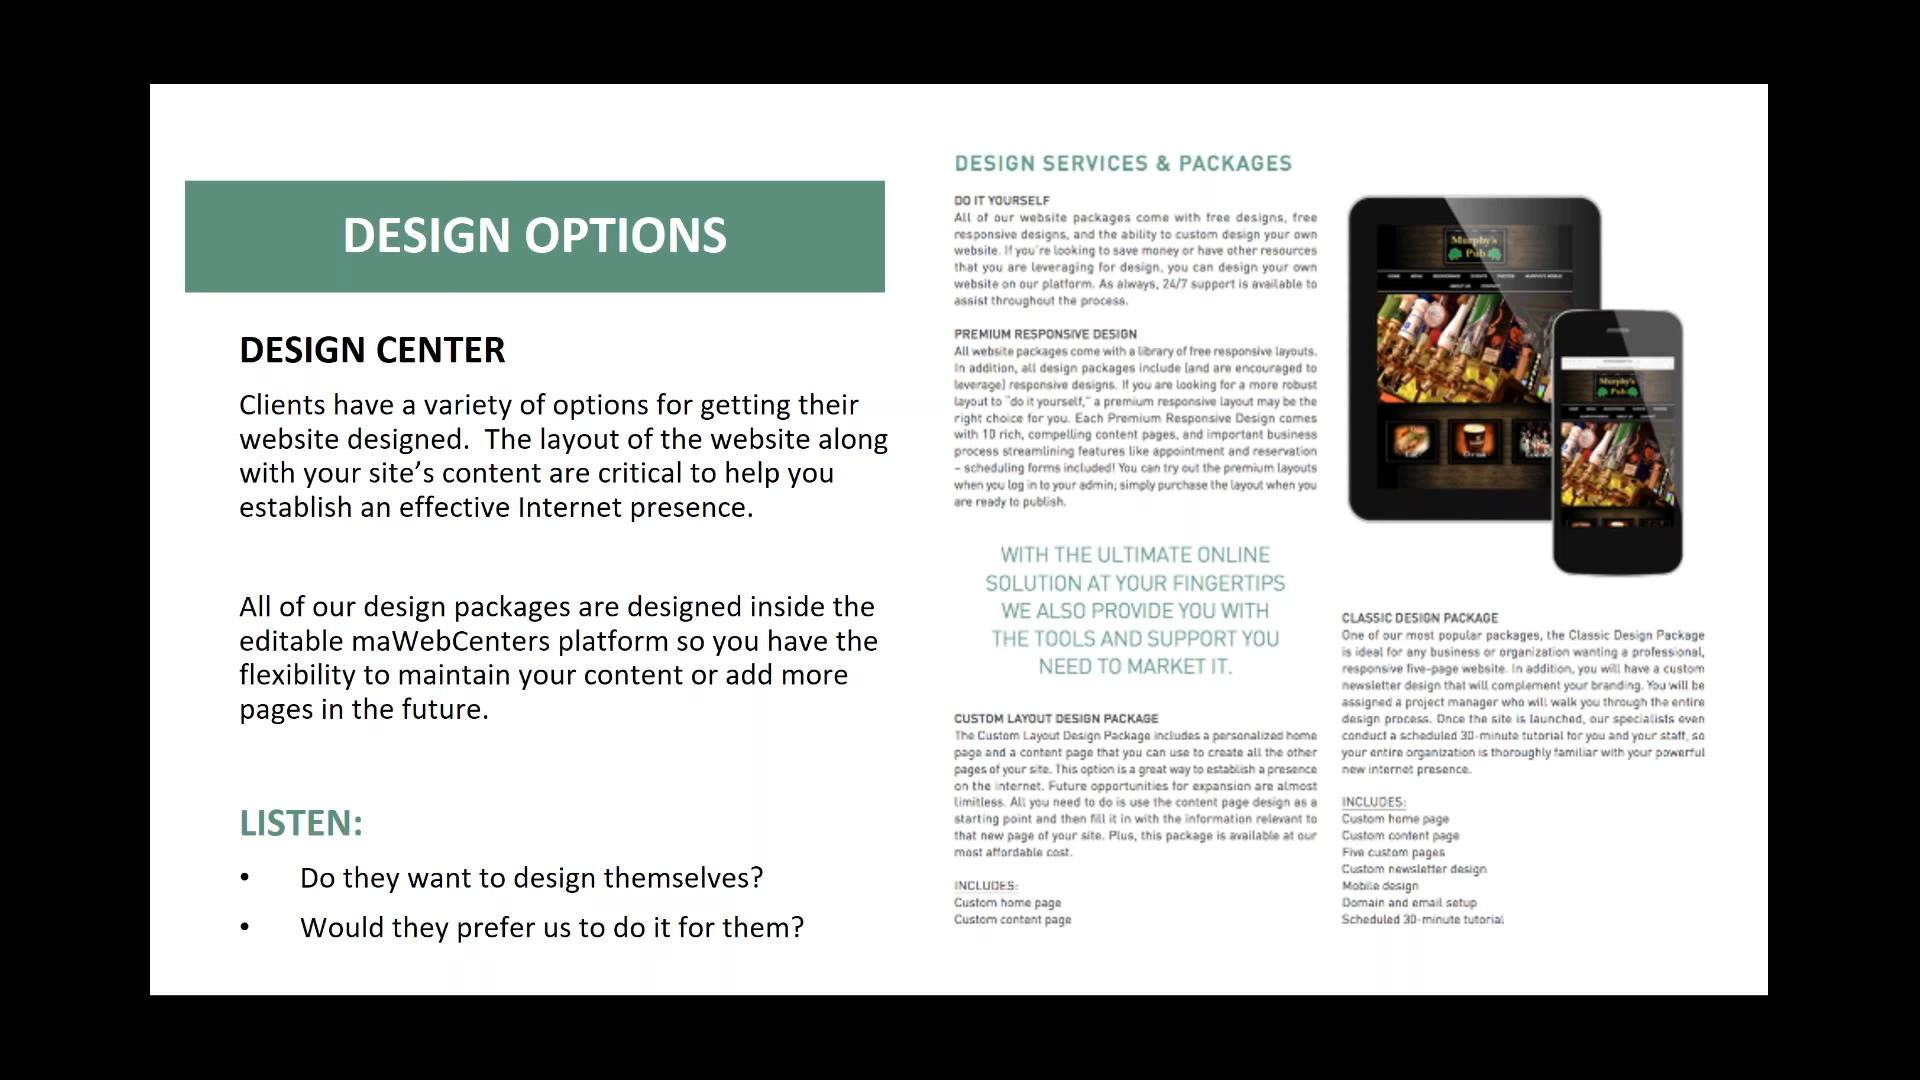 DESIGN OPTIONS
DESIGN CENTER
Clients have a variety of options for getting their
website designed.  The layout of the website along
with your site’s content are critical to help you
establish an effective Internet presence.
All of our design packages are designed inside the
editable maWebCenters platform so you have the
flexibility to maintain your content or add more
pages in the future.
LISTEN:
• Do they want to design themselves?
• Would they prefer us to do it for them?
DESIGN SERVICES & PACKAGES
DO IT YOURSELF
All of our website packages come with free designs, free
responsive designs, and the ability to custom design your own
website. If you're looking to save money or have other resources
that you are leveraging for design, you can design your own
website on our platform. As always, 24/7 support is available to
assist throughout the process.
PREMIUM RESPONSIVE DESIGN
All website packages come with a library of free responsive layouts.
In addition, all design packages include (and are encouraged to
leverage) responsive designs. If you are looking for a more robust
layout to "do it yourself," a premium responsive layout may be the
right choice for you. Each Premium Responsive Design comes
with 10 rich, compelling content pages, and important business
process streamlining features like appointment and reservation
– scheduling forms included! You can try out the premium layouts
when you log in to your admin; simply purchase the layout when you
are ready to publish.
WITH THE ULTIMATE ONLINE
SOLUTION AT YOUR FINGERTIPS
WE ALSO PROVIDE YOU WITH
THE TOOLS AND SUPPORT YOU
NEED TO MARKET IT.
CUSTOM LAYOUT DESIGN PACKAGE
The Custom Layout Design Package includes a personalized home
page and a content page that you can use to create all the other
pages of your site. This option is a great way to establish a presence
on the internet. Future opportunities for expansion are almost
limitless. All you need to do is use the content page design as a
starting point and then fill it in with the information relevant to
that new page of your site. Plus, this package is available at our
most affordable cost.
INCLUDES:
Custom home page
Custom content page
Murphy's
Pub
HOME MENU EVENTS PHOTOS
ABOUT US CONTACT
Murphy's
Pub
CLASSIC DESIGN PACKAGE
One of our most popular packages, the Classic Design Package
is ideal for any business or organization wanting a professional,
responsive five-page website. In addition, you will have a custom
newsletter design that will complement your branding. You will be
assigned a project manager who will walk you through the entire
design process. Once the site is launched, our specialists even
conduct a scheduled 30-minute tutorial for you and your staff, so
your entire organization is thoroughly familiar with your powerful
new internet presence.
INCLUDES:
Custom home page
Custom content page
Five custom pages
Custom newsletter design
Mobile design
Domain and email setup
Scheduled 30-minute tutorial